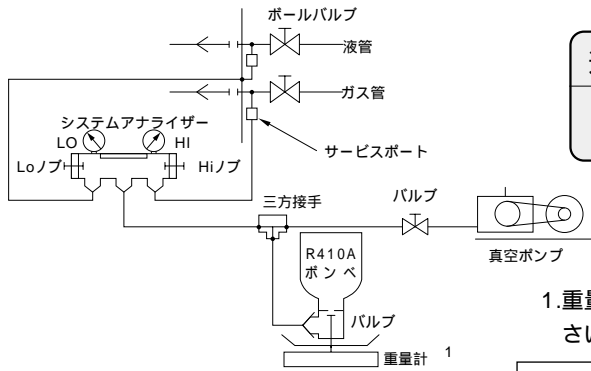 ボールバルブ
液管
ガス管
システムアナライザー
LO
HI
サービスポート
Loノブ
Hiノブ
三方接手
バルブ
R410A
ボンベ
真空ポンプ
バルブ
重量計 1
1.重量
さい